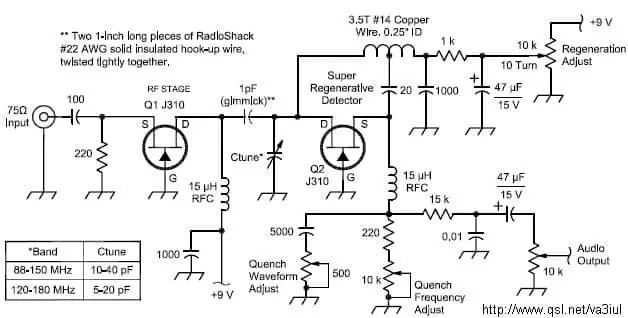 ** Two 1-inch long pieces of RadioShack
#22 AWG solid insulated hook-up wire,
twisted tightly together.
3.5T #14 Copper
Wire, 0.25" ID
+9 V
1 k
10 k
10 Turn
Regeneration
Adjust
RF STAGE
Q1 J310
1pF
(gimmick)**
Super
Regenerative
Detector
20
1000
+
47 µF
15 V
75Ω
Input
100
S
D
D
S
220
G
Ctune*
Q2
J310
G
15 µH
RFC
15 µH
RFC
47 µF
15 V
+
15 k
1000
+9 V
5000
220
0,01
Quench
Waveform
Adjust
500
10 k
Quench
Frequency
Adjust
10 k
Audio
Output
*Band
Ctune
88-150 MHz
10-40 pF
120-180 MHz
5-20 pF
http://www.qsl.net/va3iul